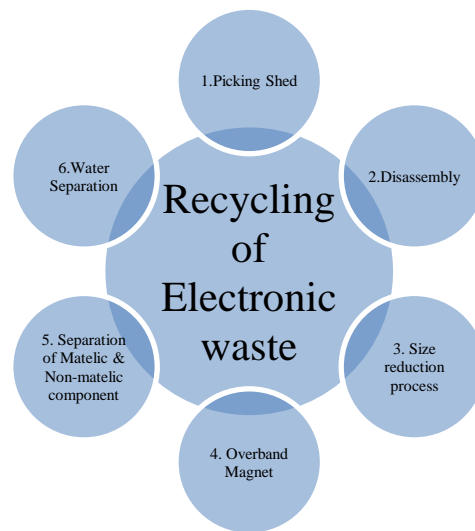 1.Picking Shed
2.Disassembly
3. Size
reduction
process
4. Overband
Magnet
5. Separation
of Matelic &
Non-matelic
component
6.Water
Separation
Recycling
of
Electronic
waste